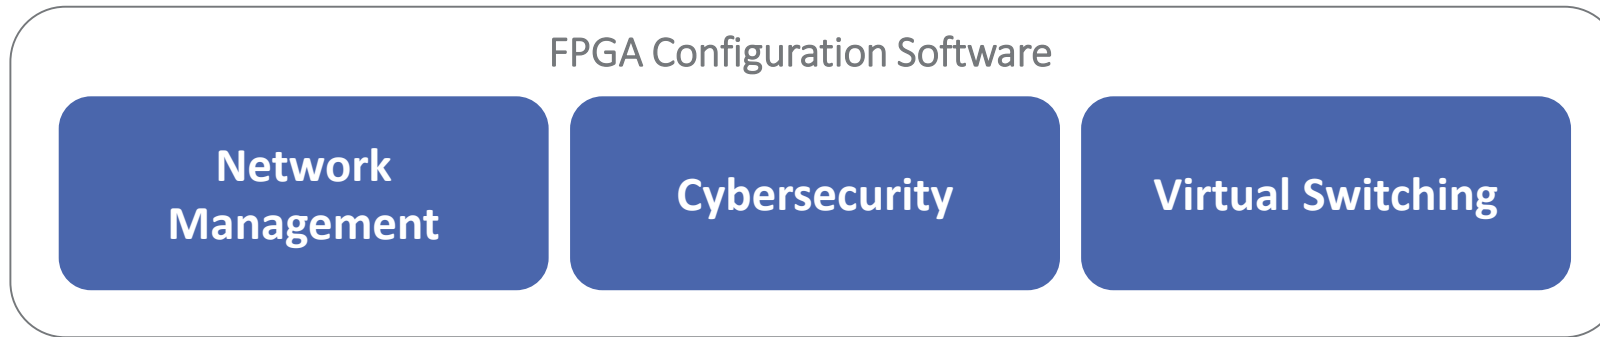 FPGA Configuration Software
Network
Management
Cybersecurity
Virtual Switching